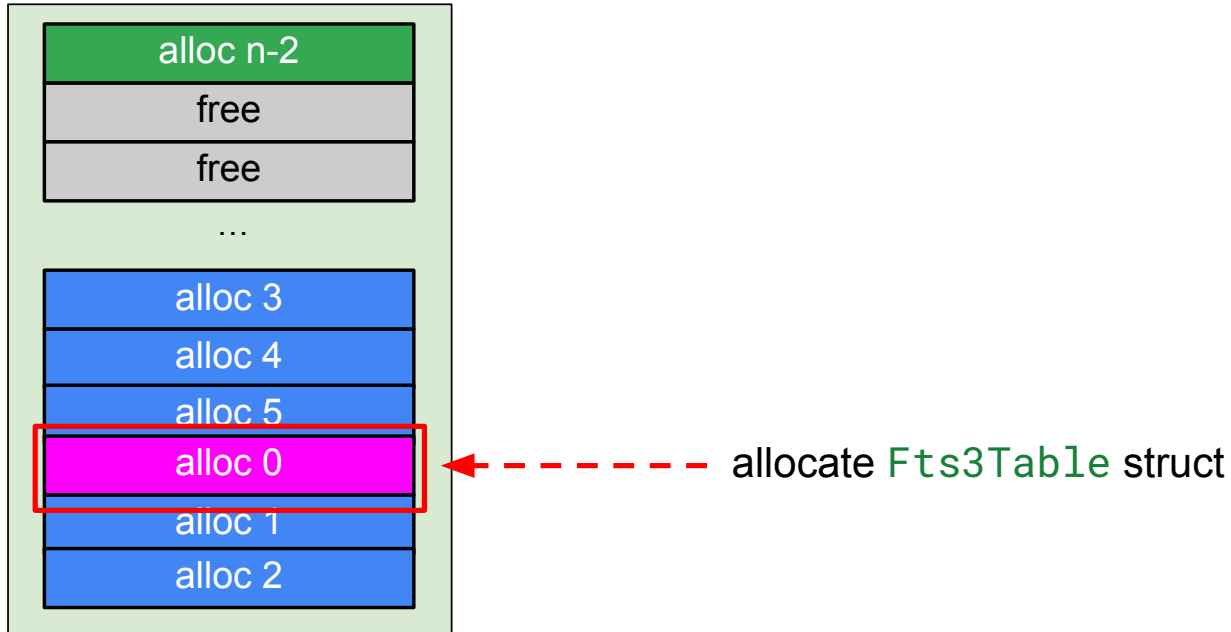 alloc n-2
free
free
...
alloc 3
alloc 4
alloc 5
alloc 0
allocate Fts3Table struct
alloc 1
alloc 2